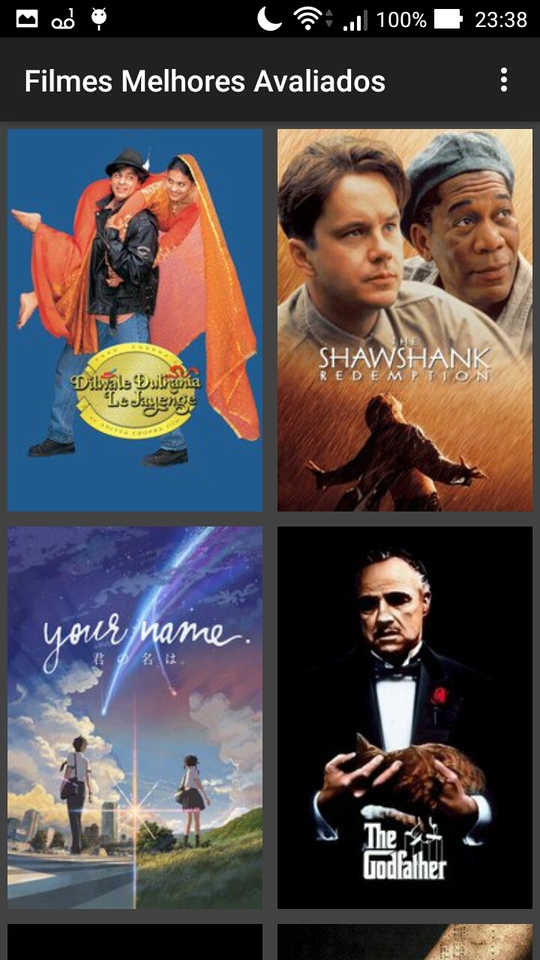 100% 23:38
Filmes Melhores Avaliados
Dilwale Dulhania
Le Jayenge
THE
SHAWSHANK
REDEMPTION
your name.
君の名は。
The
Godfather